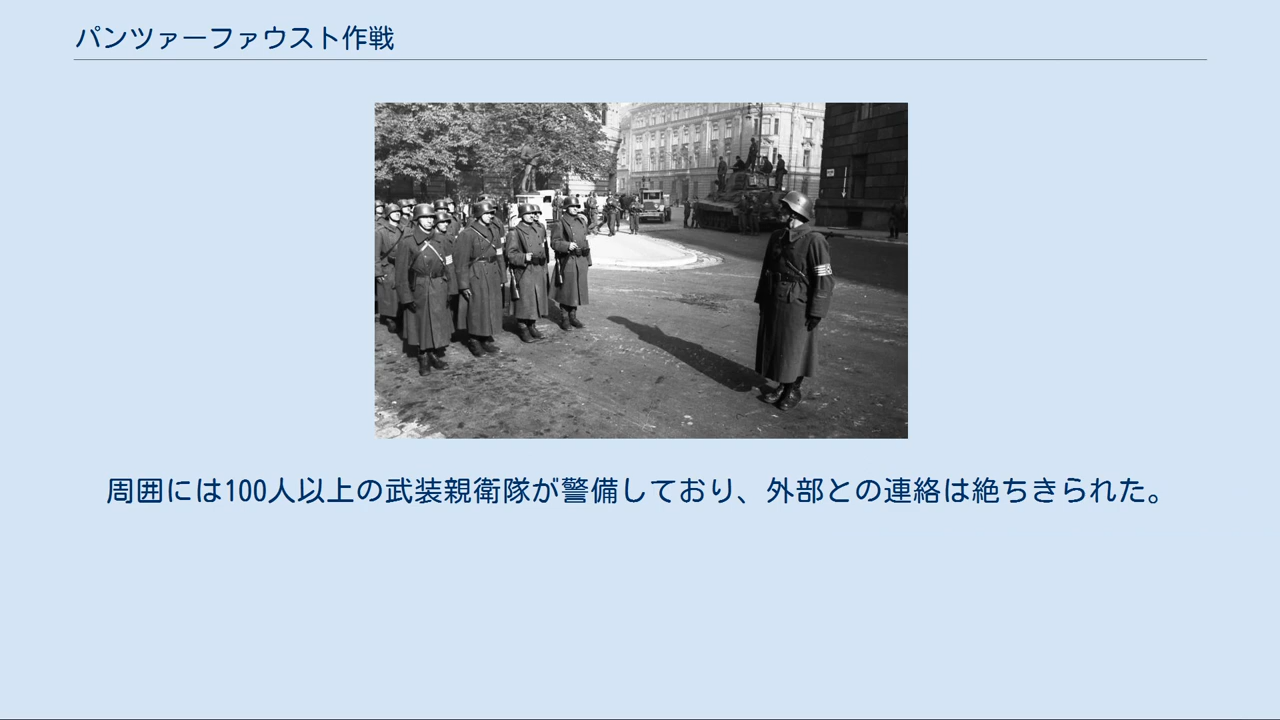 パンツァーファウスト作戦
周囲には100人以上の武装親衛隊が警備しており、外部との連絡は絶ちきられた。